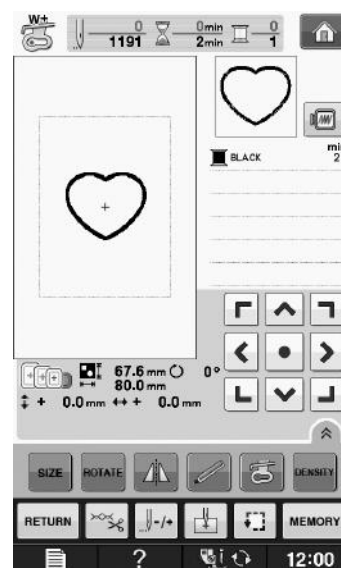 W+ 0 0min 0
1191 2min 1
BLACK
min
2
67.6 mm 0°
80.0 mm
+ 0.0 mm + 0.0 mm
SIZE ROTATE DENSITY
RETURN -/+ MEMORY
? i 12:00